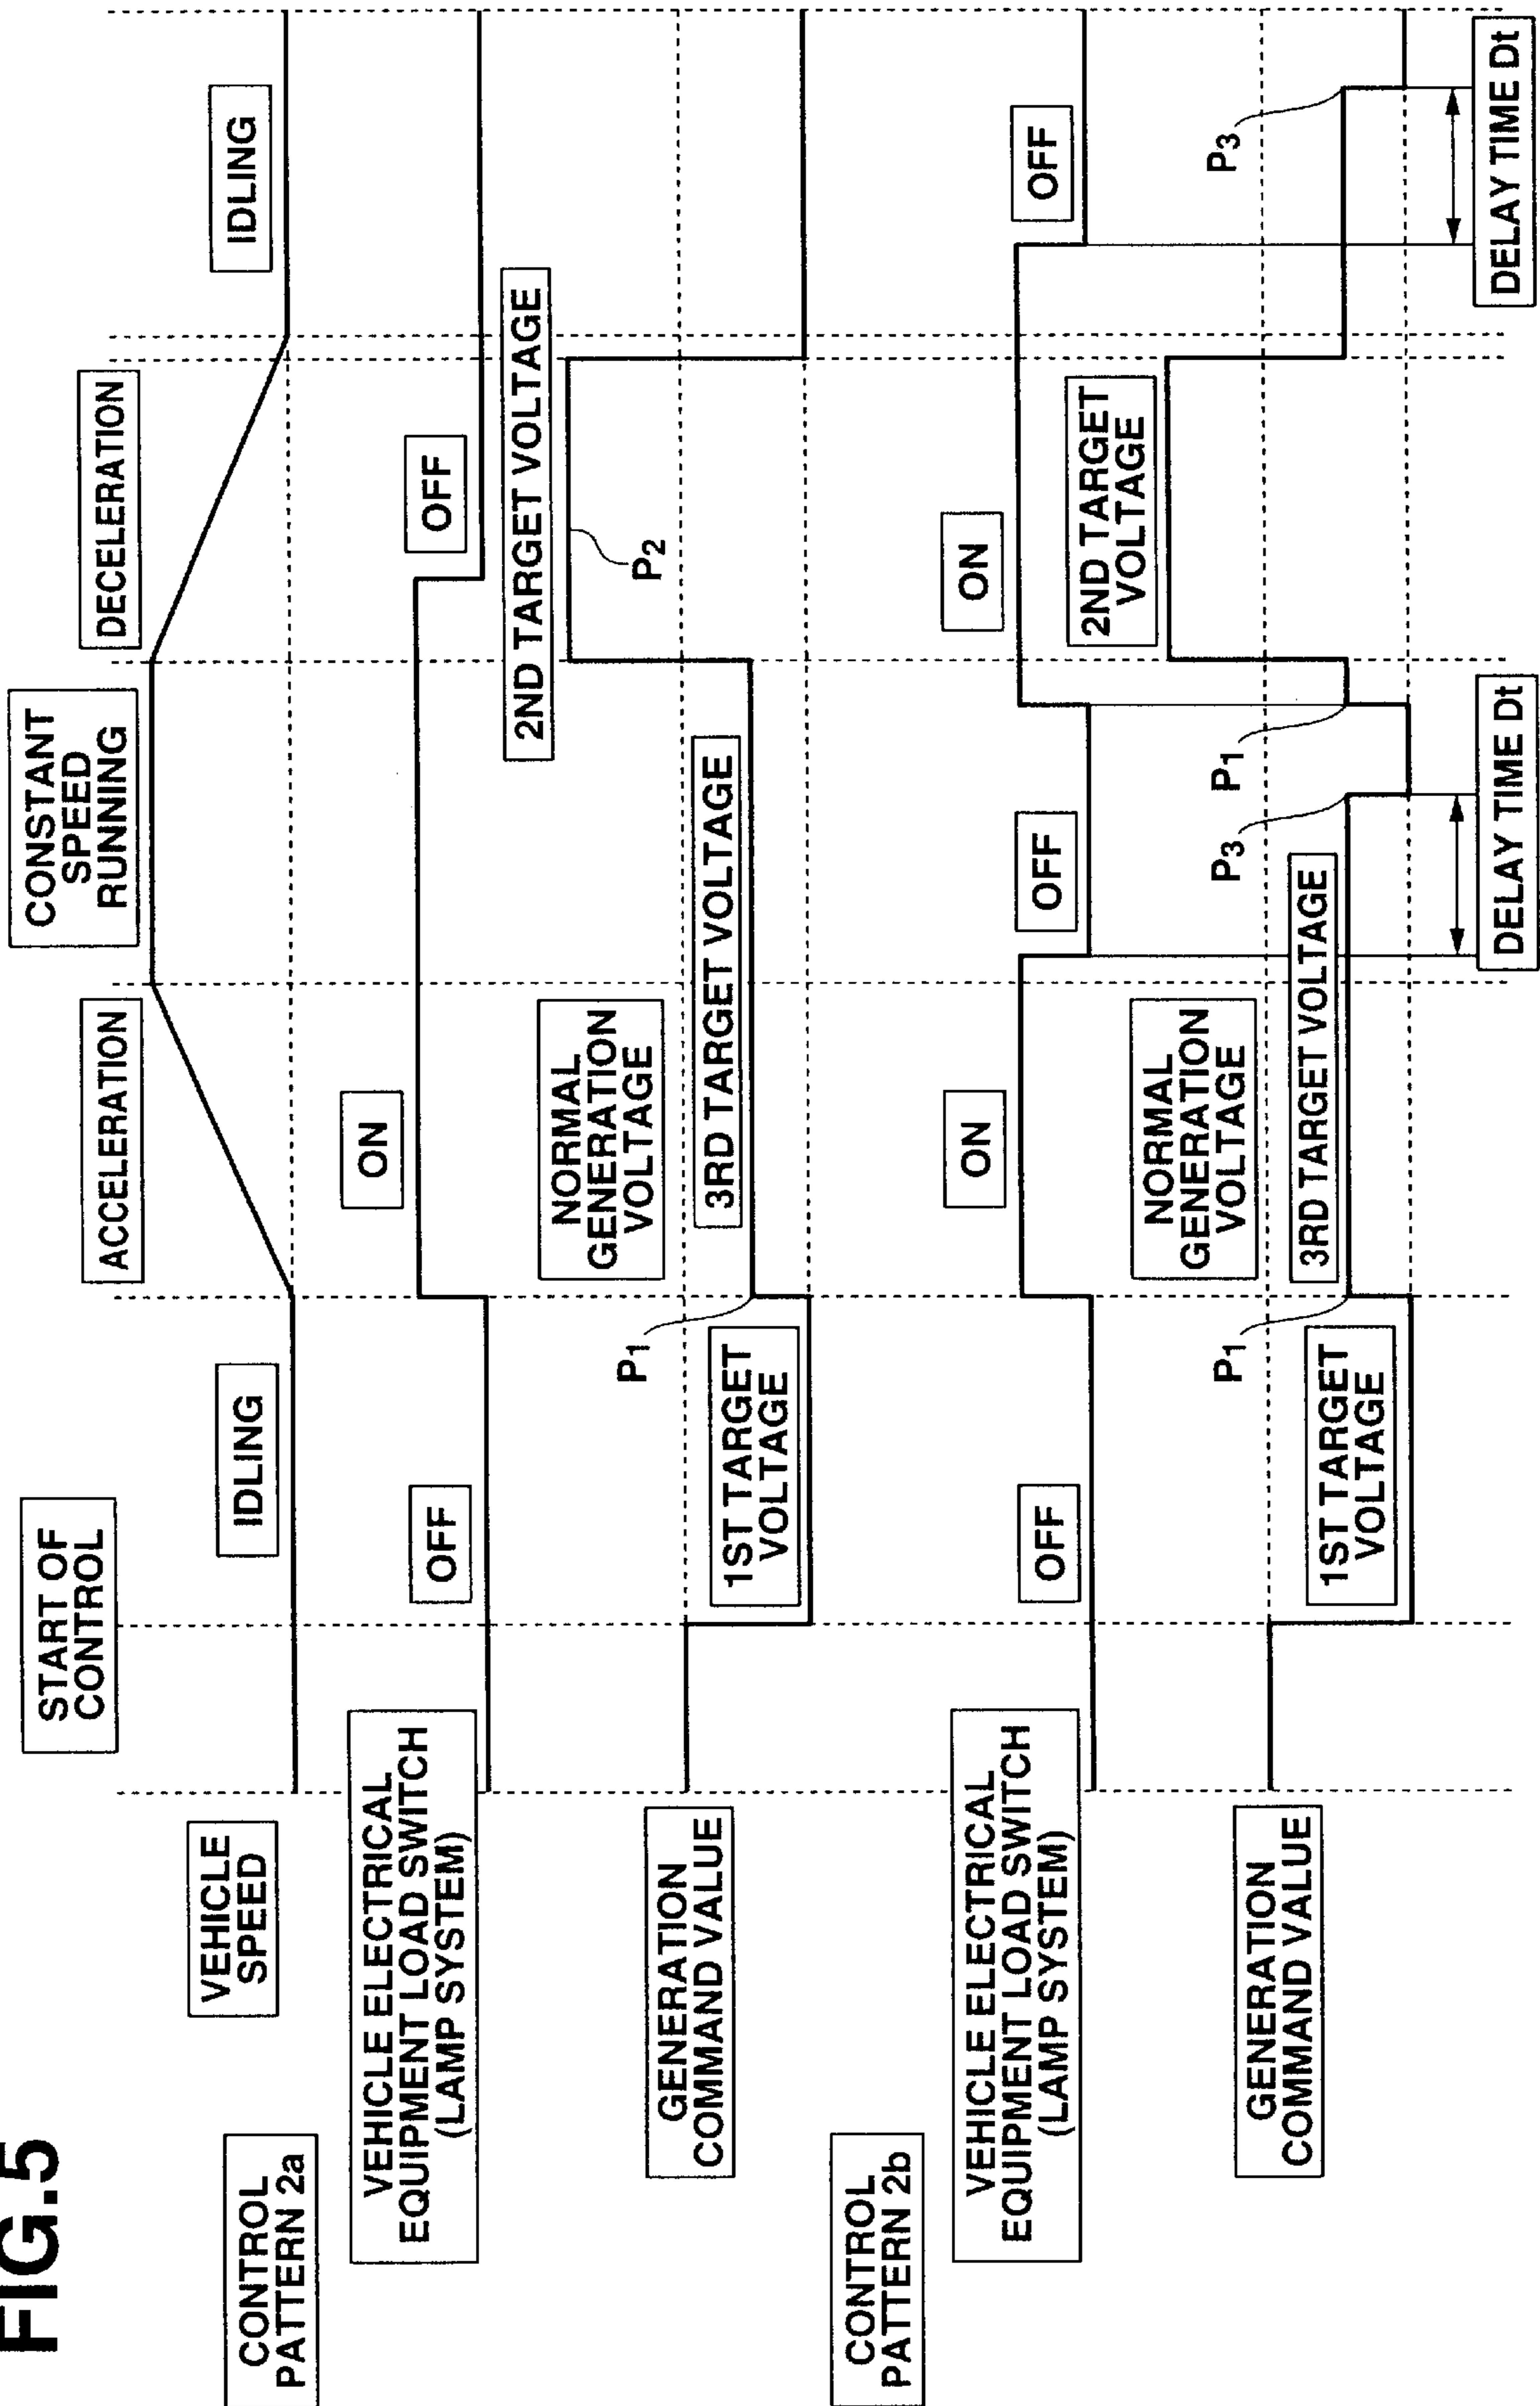 FIG.5
START OF
CONTROL
CONSTANT
SPEED
RUNNING
ACCELERATION
DECELERATION
VEHICLE
SPEED
IDLING
IDLING
CONTROL
PATTERN 2a
VEHICLE ELECTRICAL
EQUIPMENT LOAD SWITCH
(LAMP SYSTEM)
OFF
ON
OFF
GENERATION
COMMAND VALUE
1ST TARGET
VOLTAGE
P1
NORMAL
GENERATION
VOLTAGE
3RD TARGET VOLTAGE
2ND TARGET VOLTAGE
P2
CONTROL
PATTERN 2b
VEHICLE ELECTRICAL
EQUIPMENT LOAD SWITCH
(LAMP SYSTEM)
OFF
ON
OFF
ON
OFF
GENERATION
COMMAND VALUE
1ST TARGET
VOLTAGE
P1
NORMAL
GENERATION
VOLTAGE
3RD TARGET VOLTAGE
P3
P1
2ND TARGET
VOLTAGE
P3
DELAY TIME Dt
DELAY TIME Dt